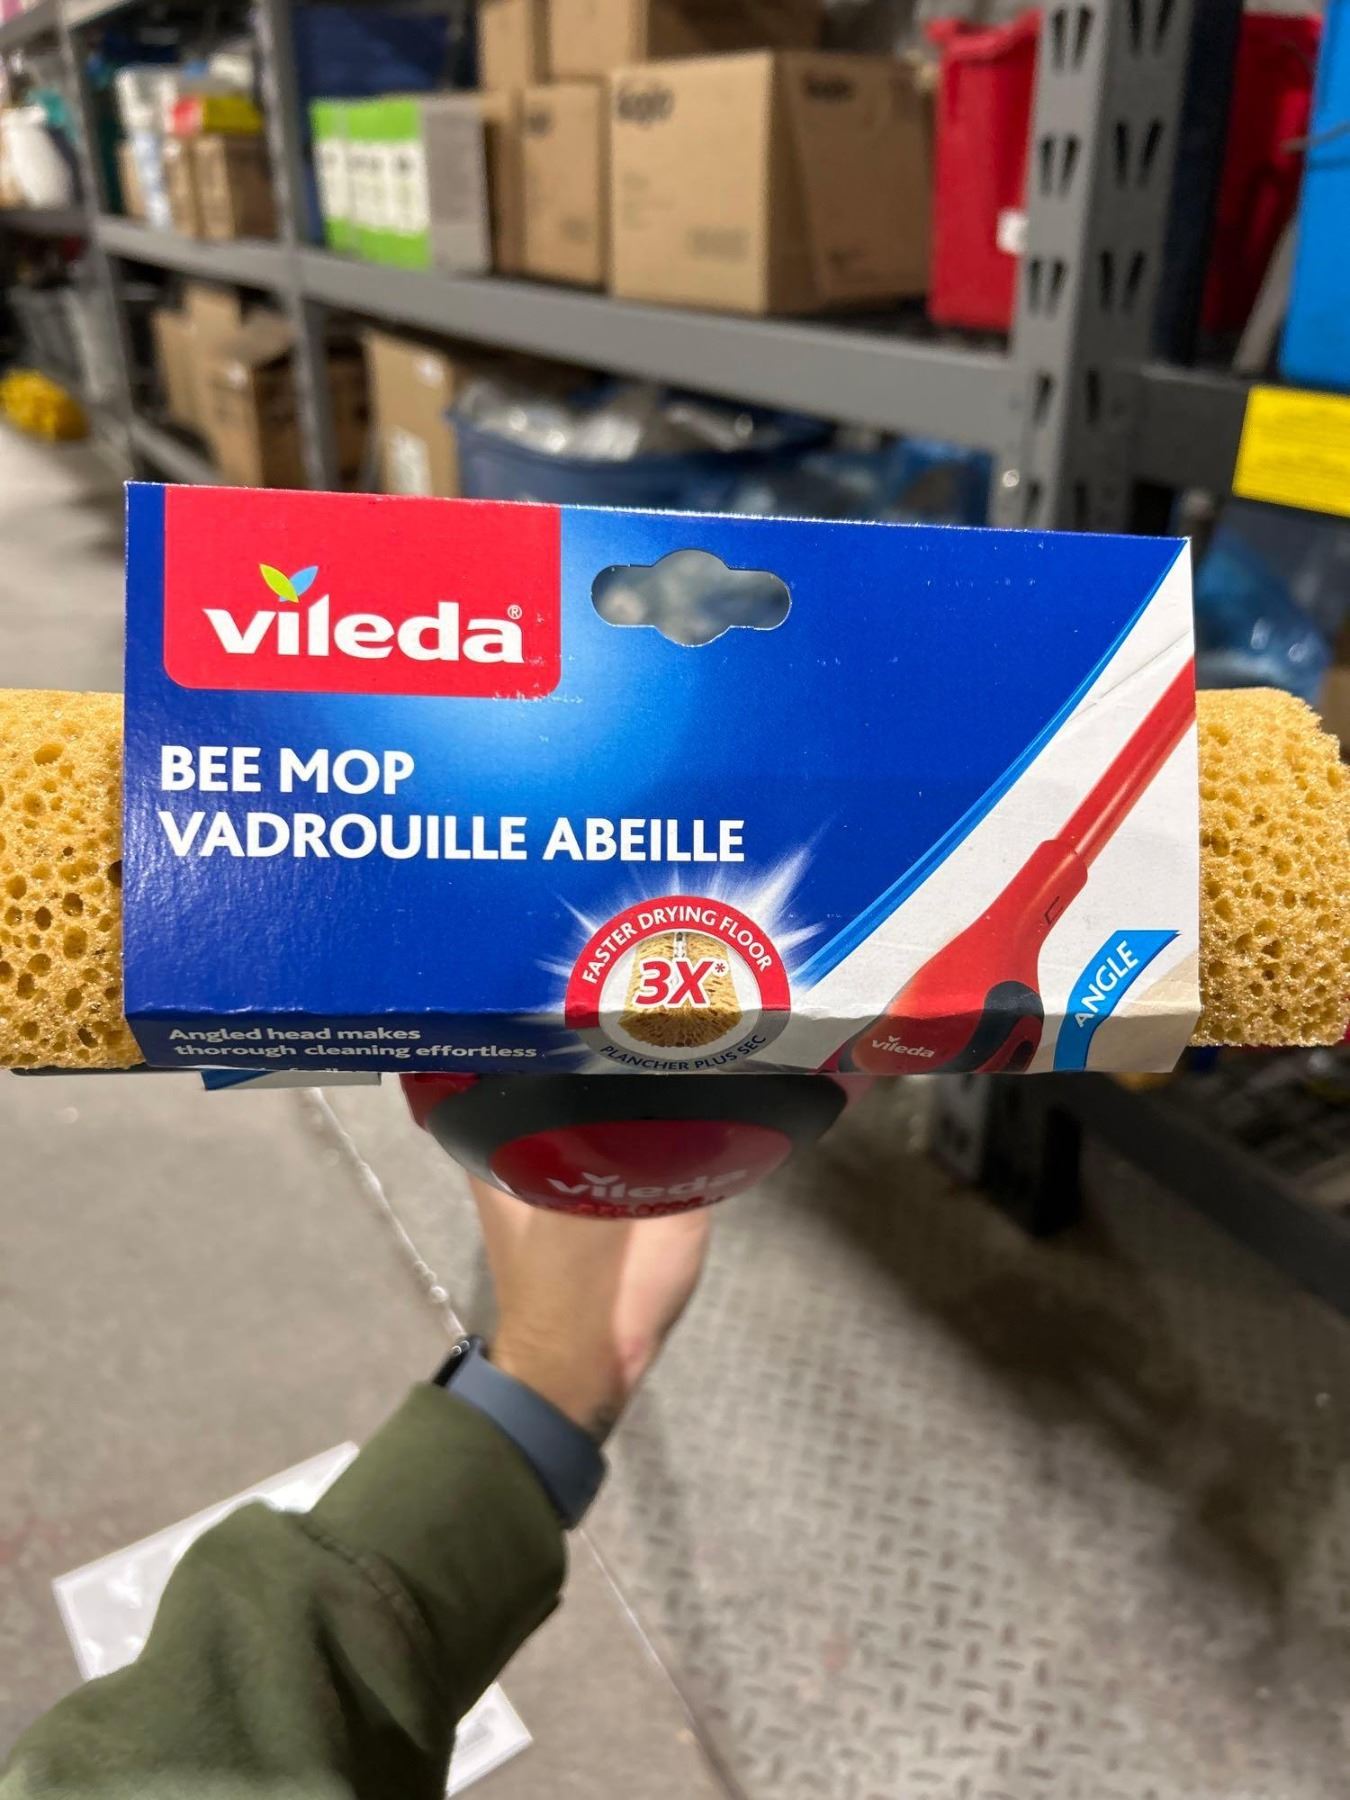 vileda®
BEE MOP
VADROUILLE ABEILLE
FASTER DRYING FLOOR
3X*
PLANCHER PLUS SEC
Angled head makes
thorough cleaning effortless
ANGLE
vileda
vileda